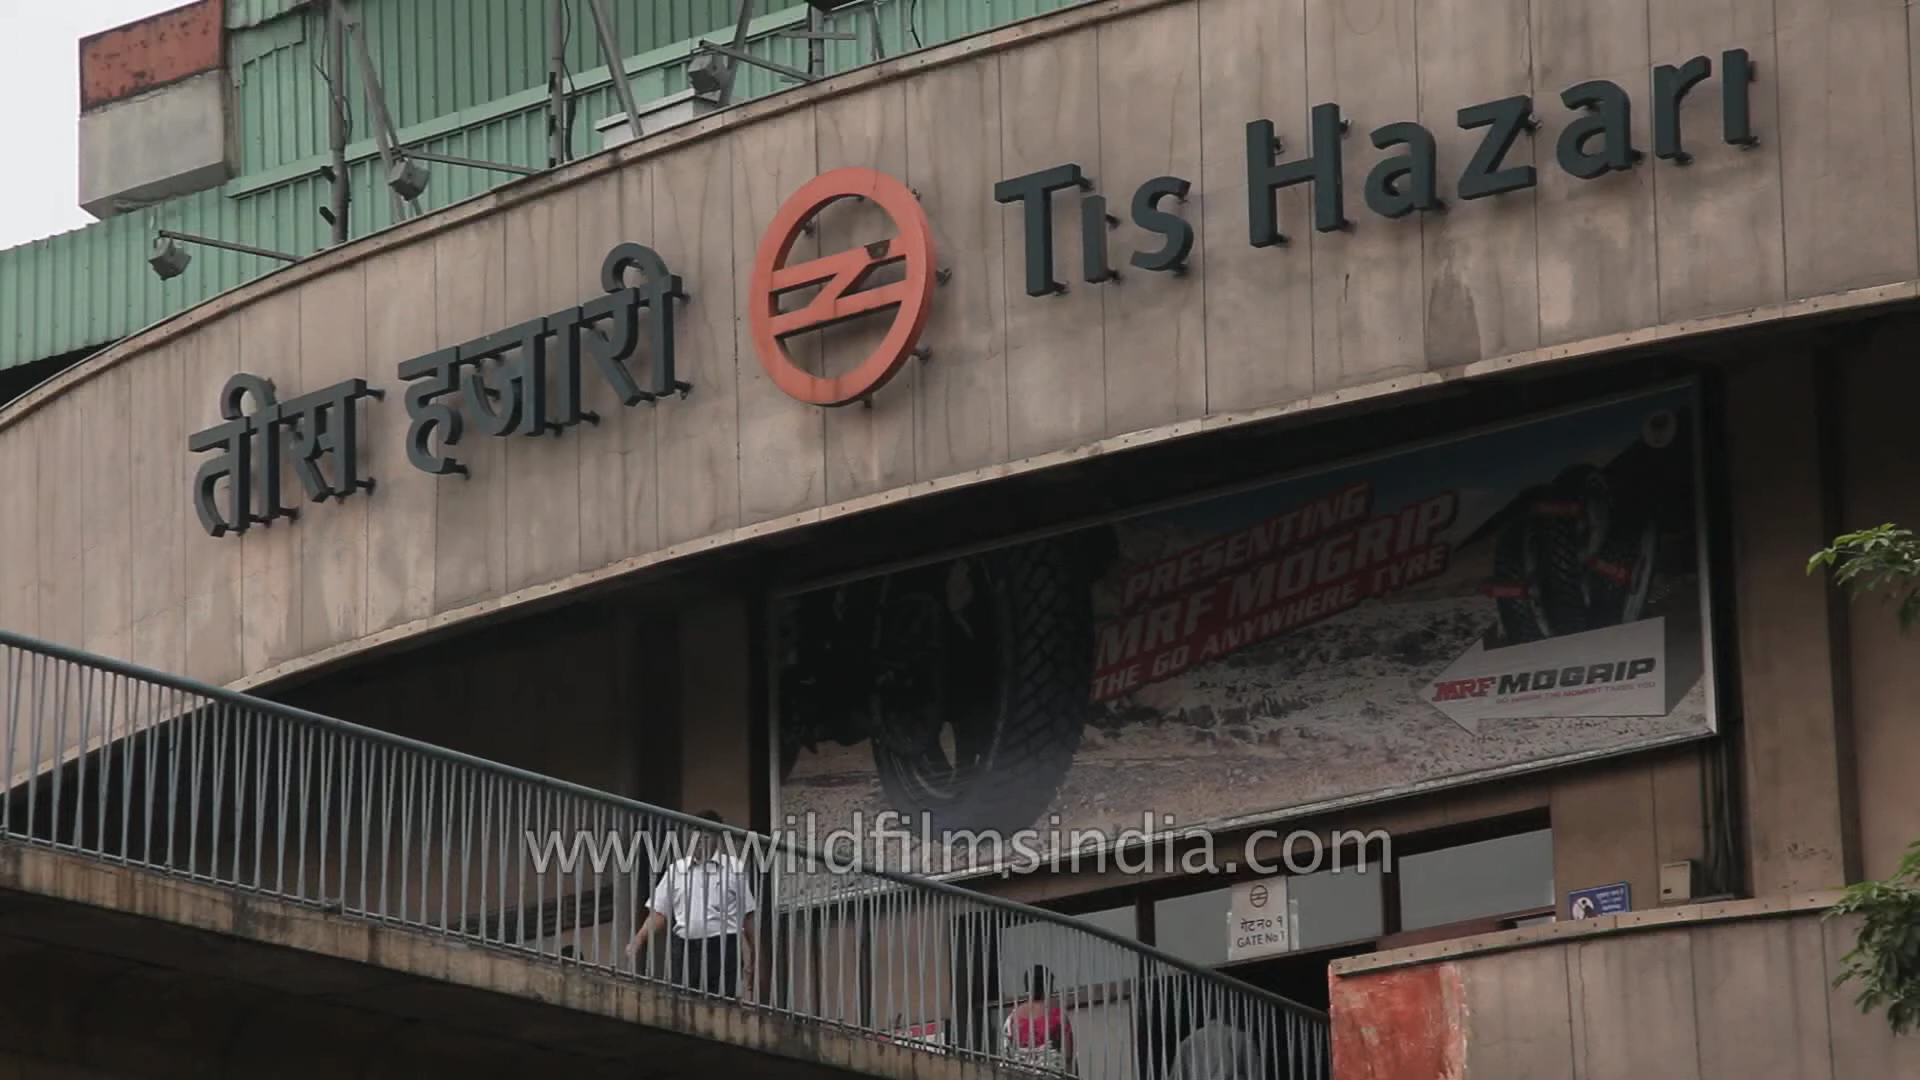 तीस हजारी
Tis Hazari
PRESENTING
MRF MOGRIP
THE GO ANYWHERE TYRE
MRF MOGRIP
www.wildfilmsindia.com
गेट न० १
GATE No 1